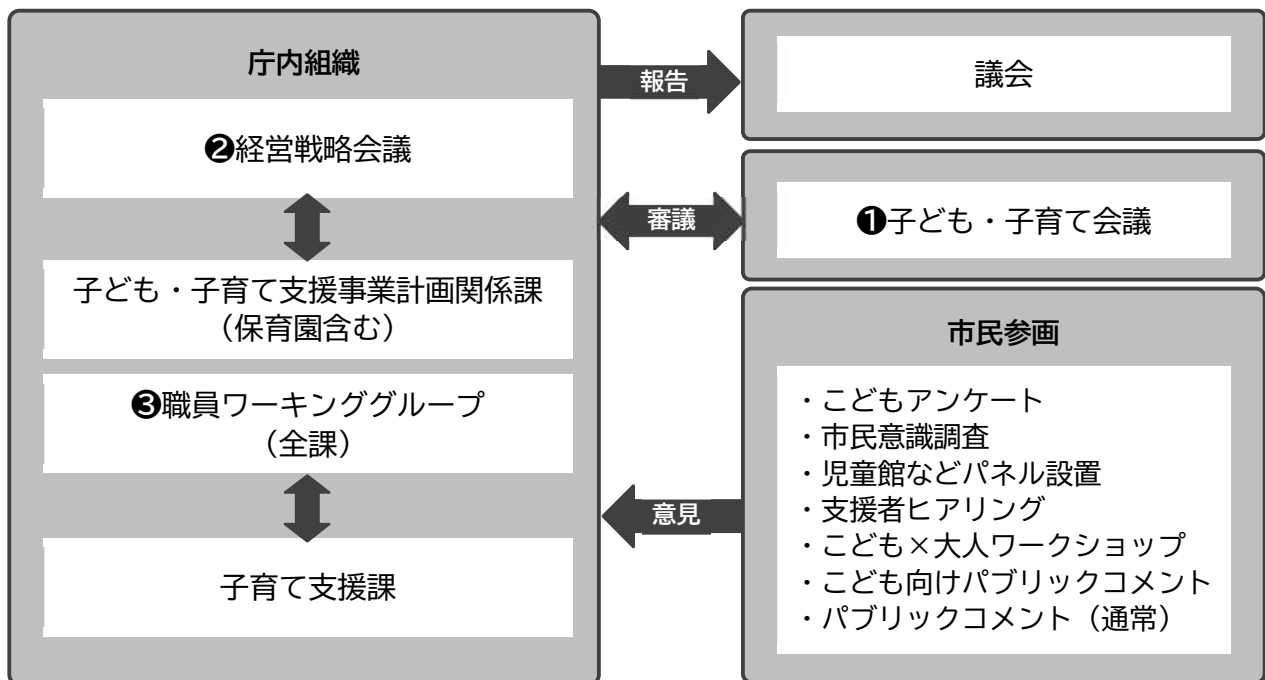 庁内組織
❷経営戦略会議
子ども・子育て支援事業計画関係課
（保育園含む）
❸職員ワーキンググループ
（全課）
子育て支援課
報告
審議
意見
議会
❶子ども・子育て会議
市民参画
・こどもアンケート
・市民意識調査
・児童館などパネル設置
・支援者ヒアリング
・こども×大人ワークショップ
・こども向けパブリックコメント
・パブリックコメント（通常）